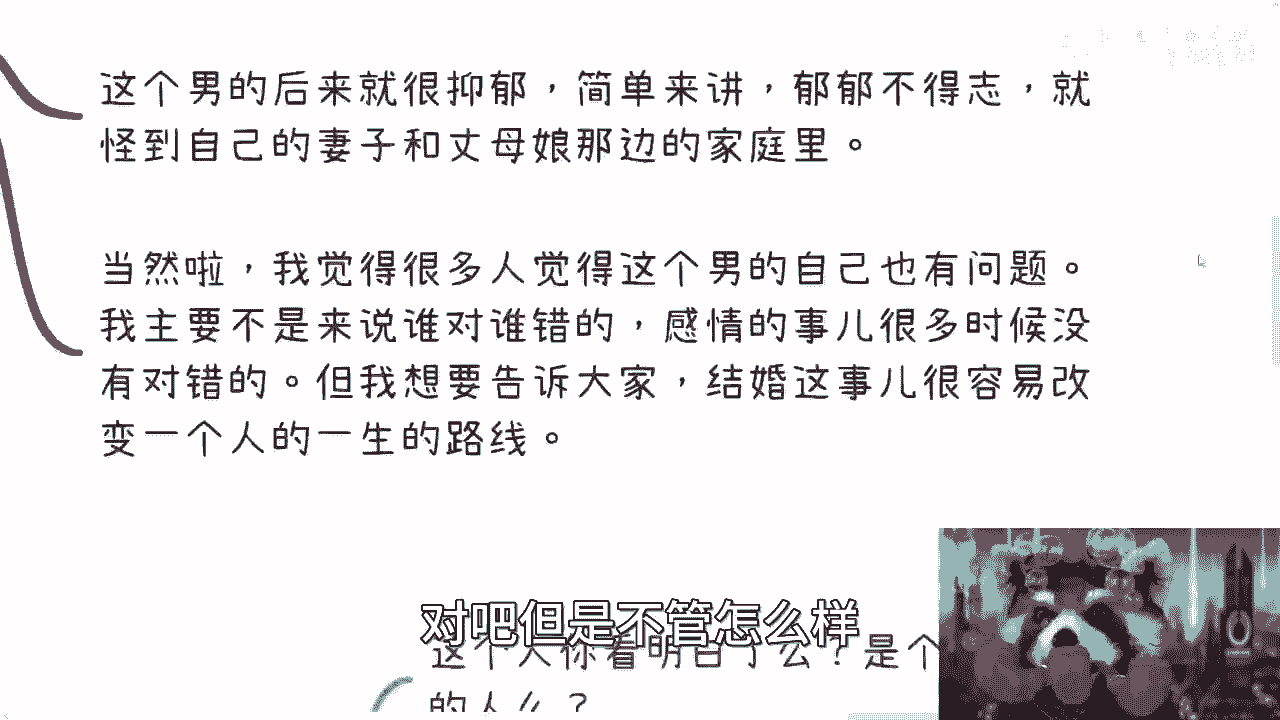 这个男的后来就很抑郁，简单来讲，郁郁不得志，就
怪到自己的妻子和丈母娘那边的家庭里。
当然啦，我觉得很多人觉得这个男的自己也有问题。
我主要不是来说谁对谁错的，感情的事儿很多时候没
有对错的。但我想要告诉大家，结婚这事儿很容易改
变一个人的一生的路线。
对吧但是不管怎么样
这个人你看明白了么？是个
的人么？